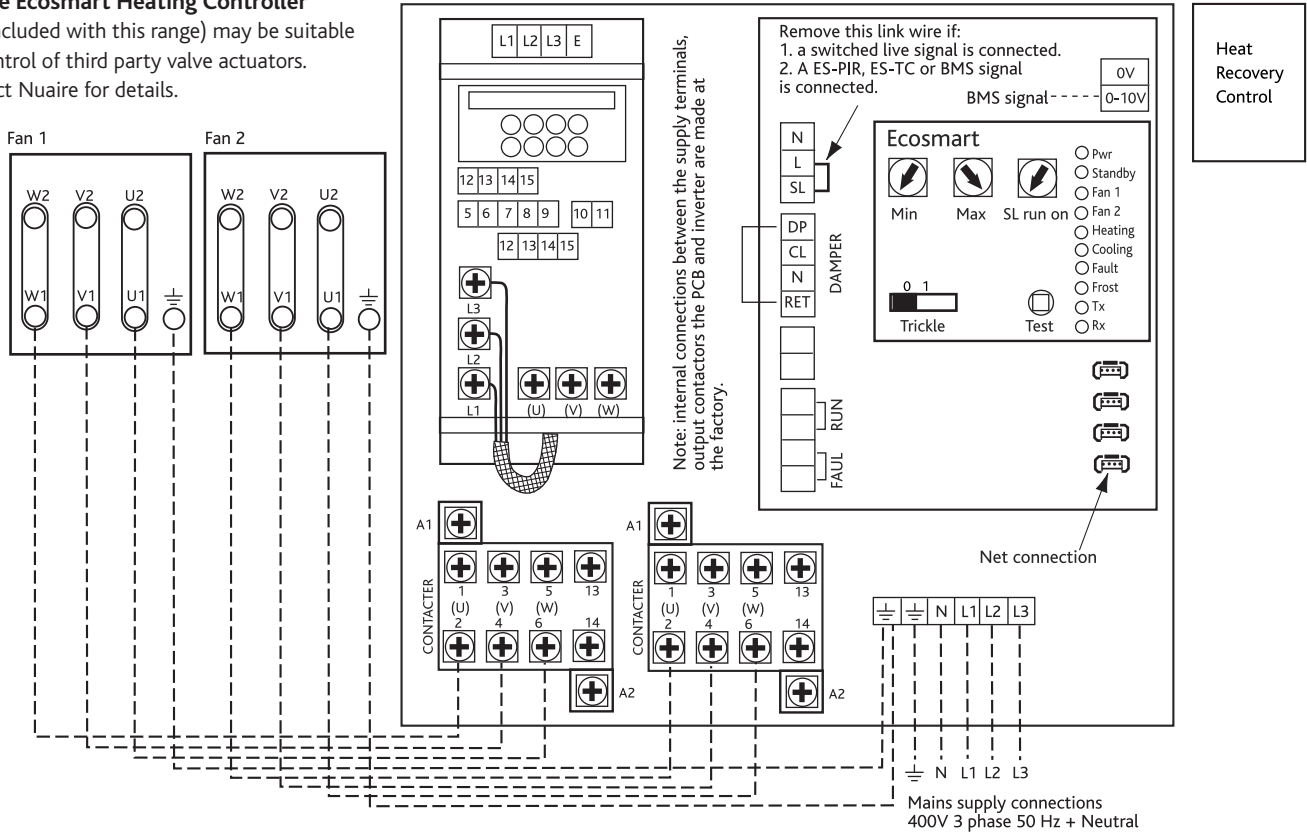 e Ecosmart Heating Controller
ncluded with this range) may be suitable
ntrol of third party valve actuators.
ct Nuaire for details.
Fan 1
Fan 2
W2 V2 U2
W1 V1 U1
W2 V2 U2
W1 V1 U1
L1 L2 L3 E
12 13 14 15
5 6 7 8 9 10 11
12 13 14 15
L3
L2
L1
(U) (V) (W)
Note: internal connections between the supply terminals,
output contactors the PCB and inverter are made at
the factory.
Remove this link wire if:
1. a switched live signal is connected.
2. A ES-PIR, ES-TC or BMS signal
is connected.
BMS signal
0V
0-10V
N
L
SL
DP
CL
N
RET
DAMPER
RUN
FAUL
Ecosmart
Min Max SL run on
0 1
Trickle
Test
Pwr
Standby
Fan 1
Fan 2
Heating
Cooling
Fault
Frost
Tx
Rx
Net connection
Heat
Recovery
Control
A1
CONTACTER
1 3 5 13
(U) (V) (W)
2 4 6 14
A2
A1
CONTACTER
1 3 5 13
(U) (V) (W)
2 4 6 14
A2
N L1 L2 L3
N L1 L2 L3
Mains supply connections
400V 3 phase 50 Hz + Neutral